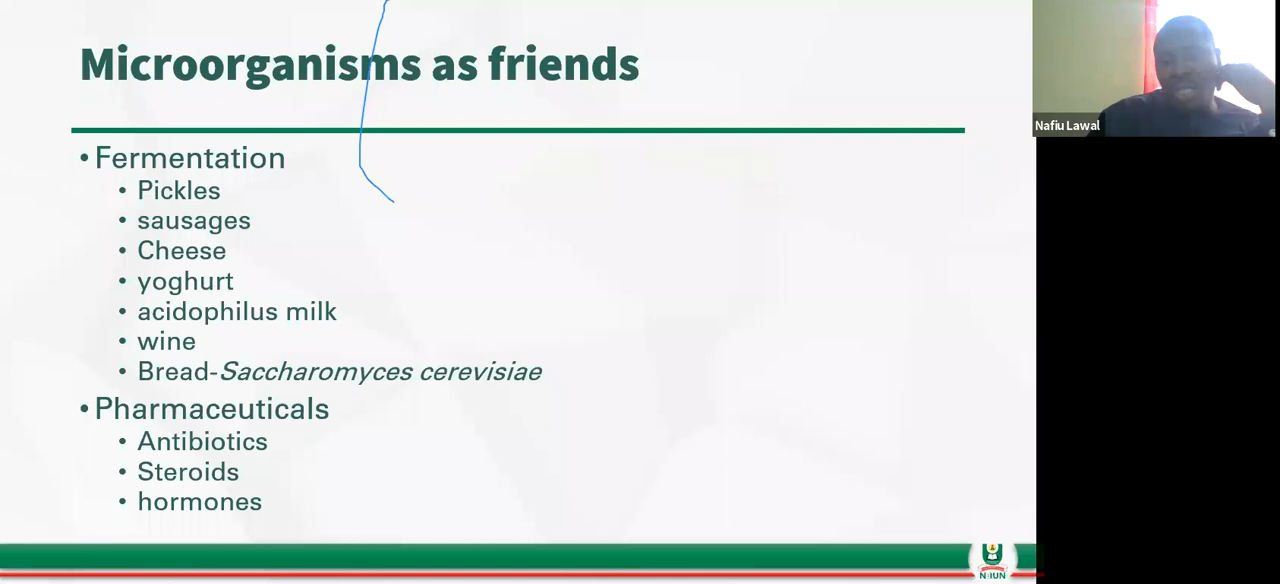 Microorganisms as friends
Nafiu Lawal
• Fermentation
• Pickles
• sausages
• Cheese
• yoghurt
• acidophilus milk
• wine
• Bread-Saccharomyces cerevisiae
• Pharmaceuticals
• Antibiotics
• Steroids
• hormones